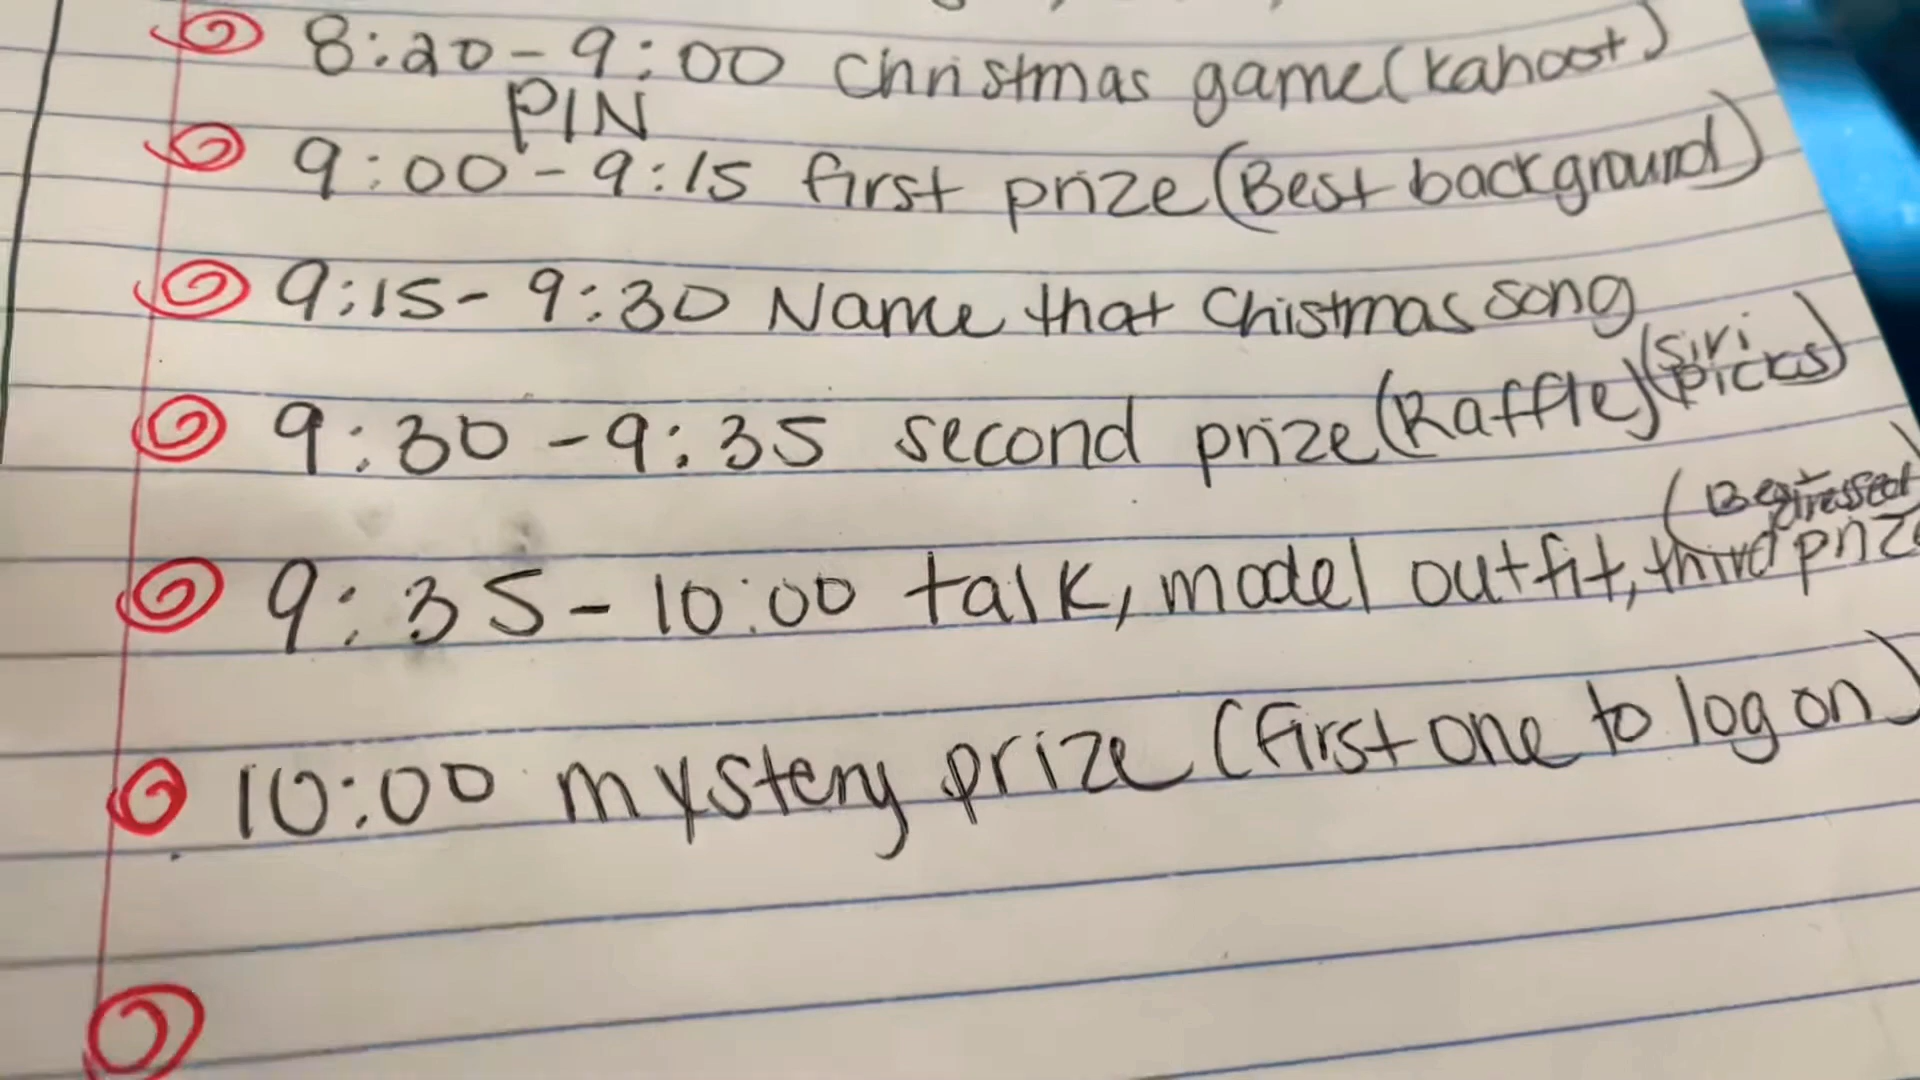 8:20-9:00 Christmas game (kahoot)
PIN
9:00-9:15 first prize (Best background)
9:15-9:30 Name that Chistmas song
9:30-9:35 second prize (Raffle) (Siri picks)
(Best dressed)
9:35-10:00 talk, model outfit, third prize
10:00 mystery prize (first one to log on)